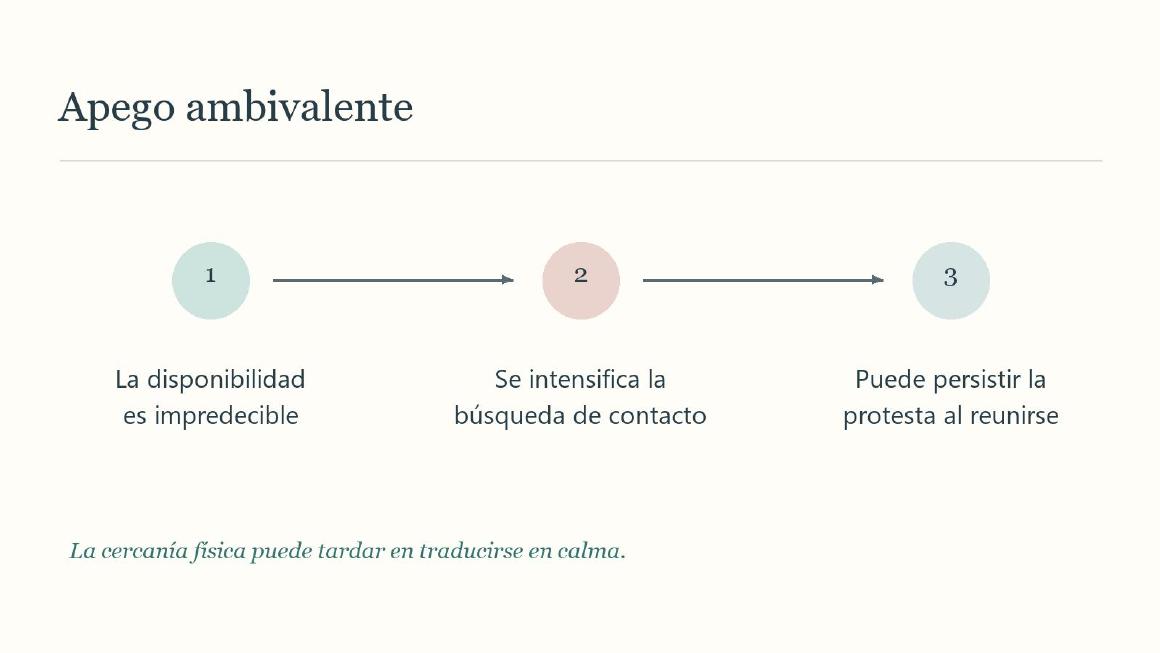 Apego ambivalente
1
2
3
La disponibilidad
es impredecible
Se intensifica la
búsqueda de contacto
Puede persistir la
protesta al reunirse
La cercanía física puede tardar en traducirse en calma.